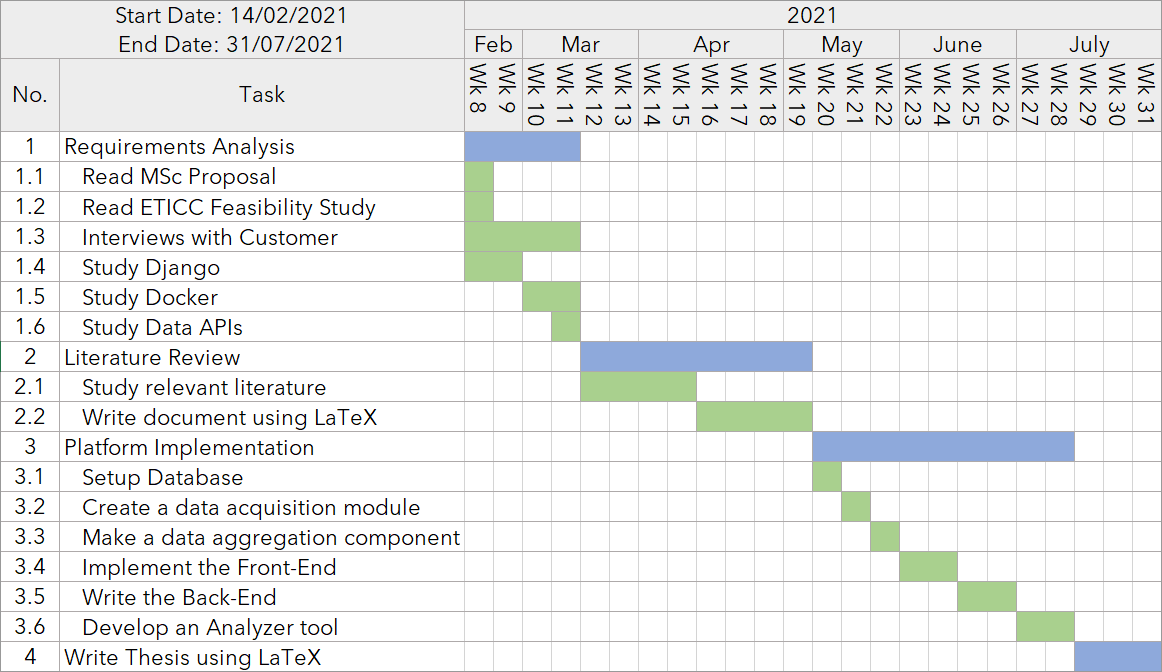 Start Date: 14/02/2021
End Date: 31/07/2021
2021
Feb Mar Apr May June July
No. Task
Wk 8 Wk 9 Wk 10 Wk 11 Wk 12 Wk 13 Wk 14 Wk 15 Wk 16 Wk 17 Wk 18 Wk 19 Wk 20 Wk 21 Wk 22 Wk 23 Wk 24 Wk 25 Wk 26 Wk 27 Wk 28 Wk 29 Wk 30 Wk 31
1 Requirements Analysis
1.1 Read MSc Proposal
1.2 Read ETICC Feasibility Study
1.3 Interviews with Customer
1.4 Study Django
1.5 Study Docker
1.6 Study Data APIs
2 Literature Review
2.1 Study relevant literature
2.2 Write document using LaTeX
3 Platform Implementation
3.1 Setup Database
3.2 Create a data acquisition module
3.3 Make a data aggregation component
3.4 Implement the Front-End
3.5 Write the Back-End
3.6 Develop an Analyzer tool
4 Write Thesis using LaTeX